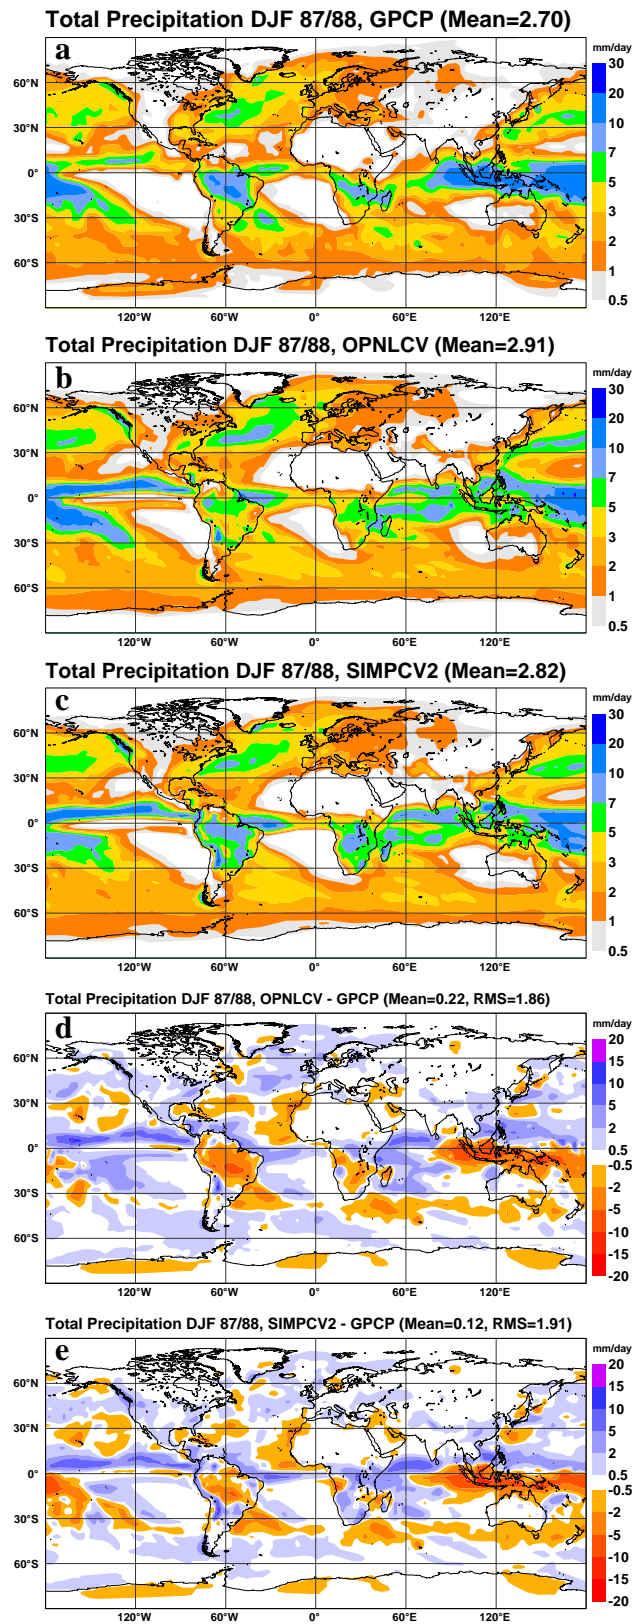 Total Precipitation DJF 87/88, GPCP (Mean=2.70)
a
mm/day
30
20
10
7
5
3
2
1
0.5
60°N
30°N
0°
30°S
60°S
120°W 60°W 0° 60°E 120°E
Total Precipitation DJF 87/88, OPNLCV (Mean=2.91)
b
mm/day
30
20
10
7
5
3
2
1
0.5
60°N
30°N
0°
30°S
60°S
120°W 60°W 0° 60°E 120°E
Total Precipitation DJF 87/88, SIMPCV2 (Mean=2.82)
c
mm/day
30
20
10
7
5
3
2
1
0.5
60°N
30°N
0°
30°S
60°S
120°W 60°W 0° 60°E 120°E
Total Precipitation DJF 87/88, OPNLCV - GPCP (Mean=0.22, RMS=1.86)
d
mm/day
20
15
10
5
2
0.5
-0.5
-2
-5
-10
-15
-20
60°N
30°N
0°
30°S
60°S
120°W 60°W 0° 60°E 120°E
Total Precipitation DJF 87/88, SIMPCV2 - GPCP (Mean=0.12, RMS=1.91)
e
mm/day
20
15
10
5
2
0.5
-0.5
-2
-5
-10
-15
-20
60°N
30°N
0°
30°S
60°S
120°W 60°W 0° 60°E 120°E